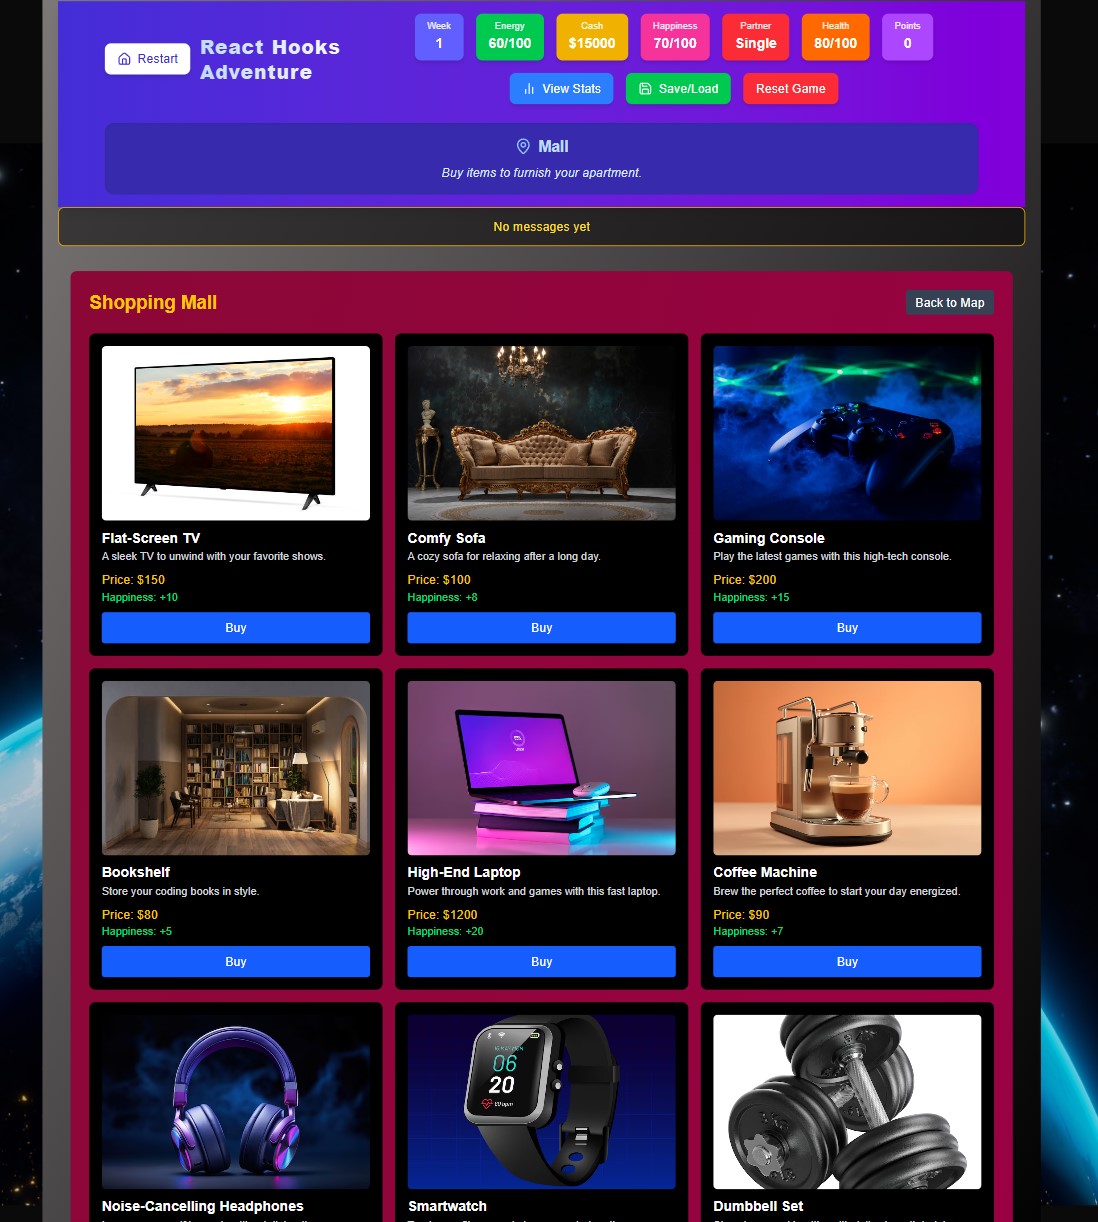 Restart
React Hooks
Adventure
Week
1
Energy
60/100
Cash
$15000
Happiness
70/100
Partner
Single
Health
80/100
Points
0
View Stats
Save/Load
Reset Game
Mall
Buy items to furnish your apartment.
No messages yet
Shopping Mall
Back to Map
Flat-Screen TV
A sleek TV to unwind with your favorite shows.
Price: $150
Happiness: +10
Buy
Comfy Sofa
A cozy sofa for relaxing after a long day.
Price: $100
Happiness: +8
Buy
Gaming Console
Play the latest games with this high-tech console.
Price: $200
Happiness: +15
Buy
Bookshelf
Store your coding books in style.
Price: $80
Happiness: +5
Buy
High-End Laptop
Power through work and games with this fast laptop.
Price: $1200
Happiness: +20
Buy
Coffee Machine
Brew the perfect coffee to start your day energized.
Price: $90
Happiness: +7
Buy
06
20
80 bpm
Noise-Cancelling Headphones
Smartwatch
Dumbbell Set